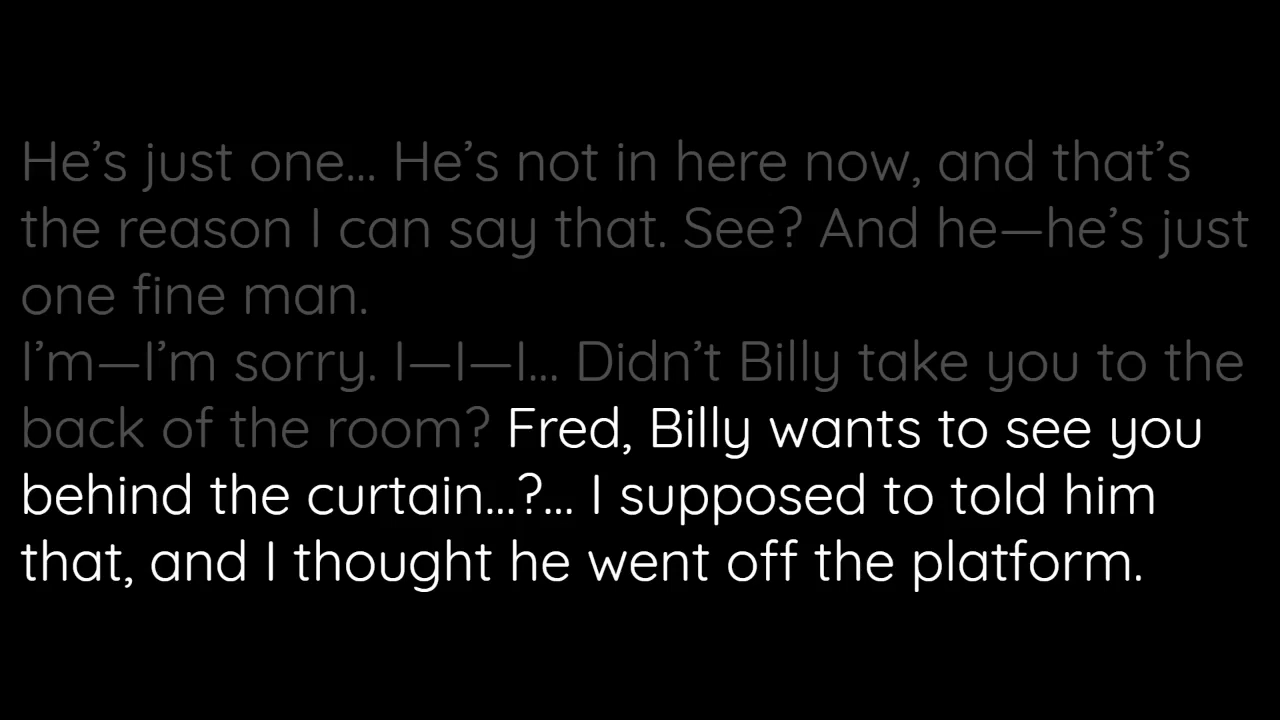 He’s just one... He’s not in here now, and that’s
the reason I can say that. See? And he—he’s just
one fine man.
I’m—I’m sorry. I—I—I... Didn’t Billy take you to the
back of the room? Fred, Billy wants to see you
behind the curtain...?... I supposed to told him
that, and I thought he went off the platform.